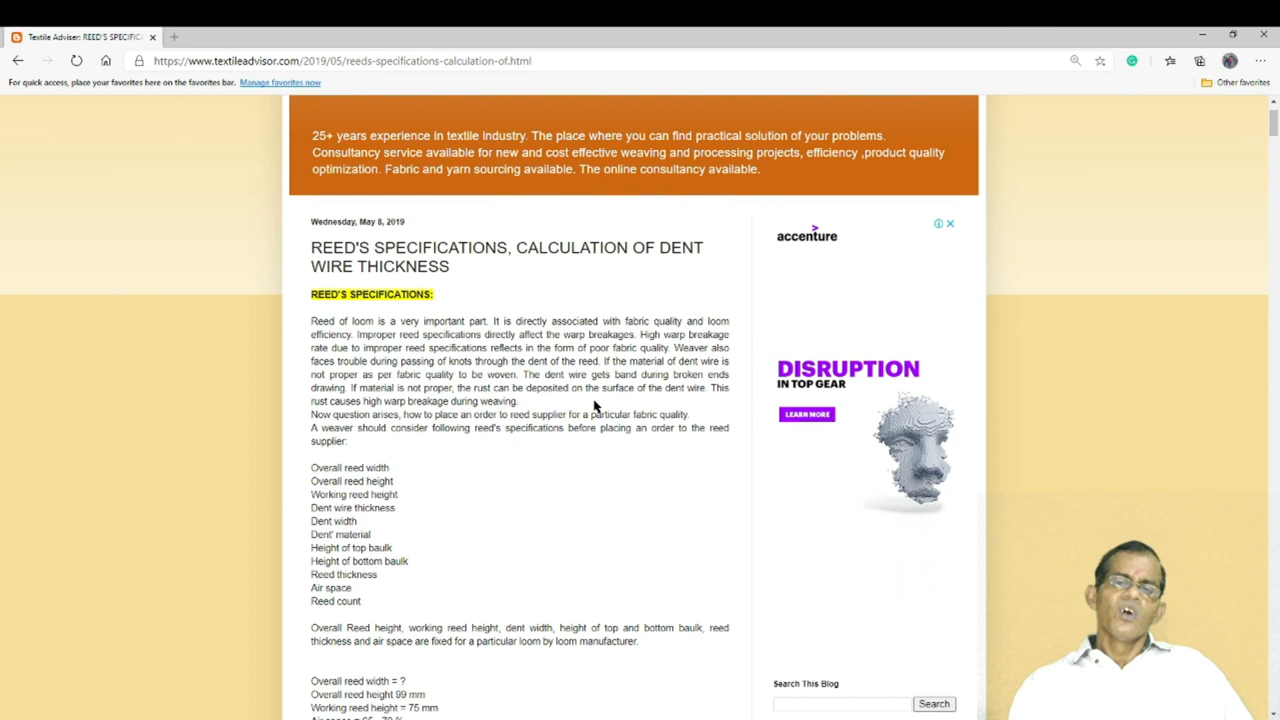 Textile Adviser: REED'S SPECIFIC
https://www.textileadvisor.com/2019/05/reeds-specifications-calculation-of.html
For quick access, place your favorites here on the favorites bar. Manage favorites now
Other favorites
25+ years experience in textile industry. The place where you can find practical solution of your problems.
Consultancy service available for new and cost effective weaving and processing projects, efficiency ,product quality
optimization. Fabric and yarn sourcing available. The online consultancy available.
Wednesday, May 8, 2019
REED'S SPECIFICATIONS, CALCULATION OF DENT
WIRE THICKNESS
REED'S SPECIFICATIONS:
Reed of loom is a very important part. It is directly associated with fabric quality and loom
efficiency. Improper reed specifications directly affect the warp breakages. High warp breakage
rate due to improper reed specifications reflects in the form of poor fabric quality. Weaver also
faces trouble during passing of knots through the dent of the reed. If the material of dent wire is
not proper as per fabric quality to be woven. The dent wire gets band during broken ends
drawing. If material is not proper, the rust can be deposited on the surface of the dent wire. This
rust causes high warp breakage during weaving.
Now question arises, how to place an order to reed supplier for a particular fabric quality.
A weaver should consider following reed's specifications before placing an order to the reed
supplier:
Overall reed width
Overall reed height
Working reed height
Dent wire thickness
Dent width
Dent' material
Height of top baulk
Height of bottom baulk
Reed thickness
Air space
Reed count
Overall Reed height, working reed height, dent width, height of top and bottom baulk, reed
thickness and air space are fixed for a particular loom by loom manufacturer.
Overall reed width = ?
Overall reed height 99 mm
Working reed height = 75 mm
Air space = 65 - 70 %
accenture
DISRUPTION
IN TOP GEAR
LEARN MORE
Search This Blog
Search